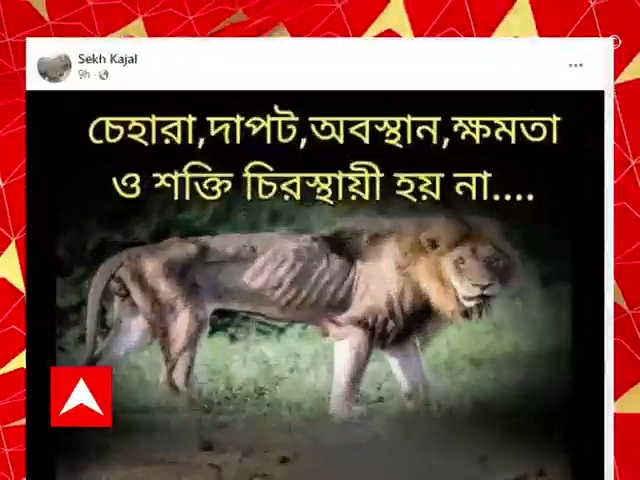 Sekh Kajal
9h
চেহারা,দাপট,অবস্থান,ক্ষমতা
ও শক্তি চিরস্থায়ী হয় না....